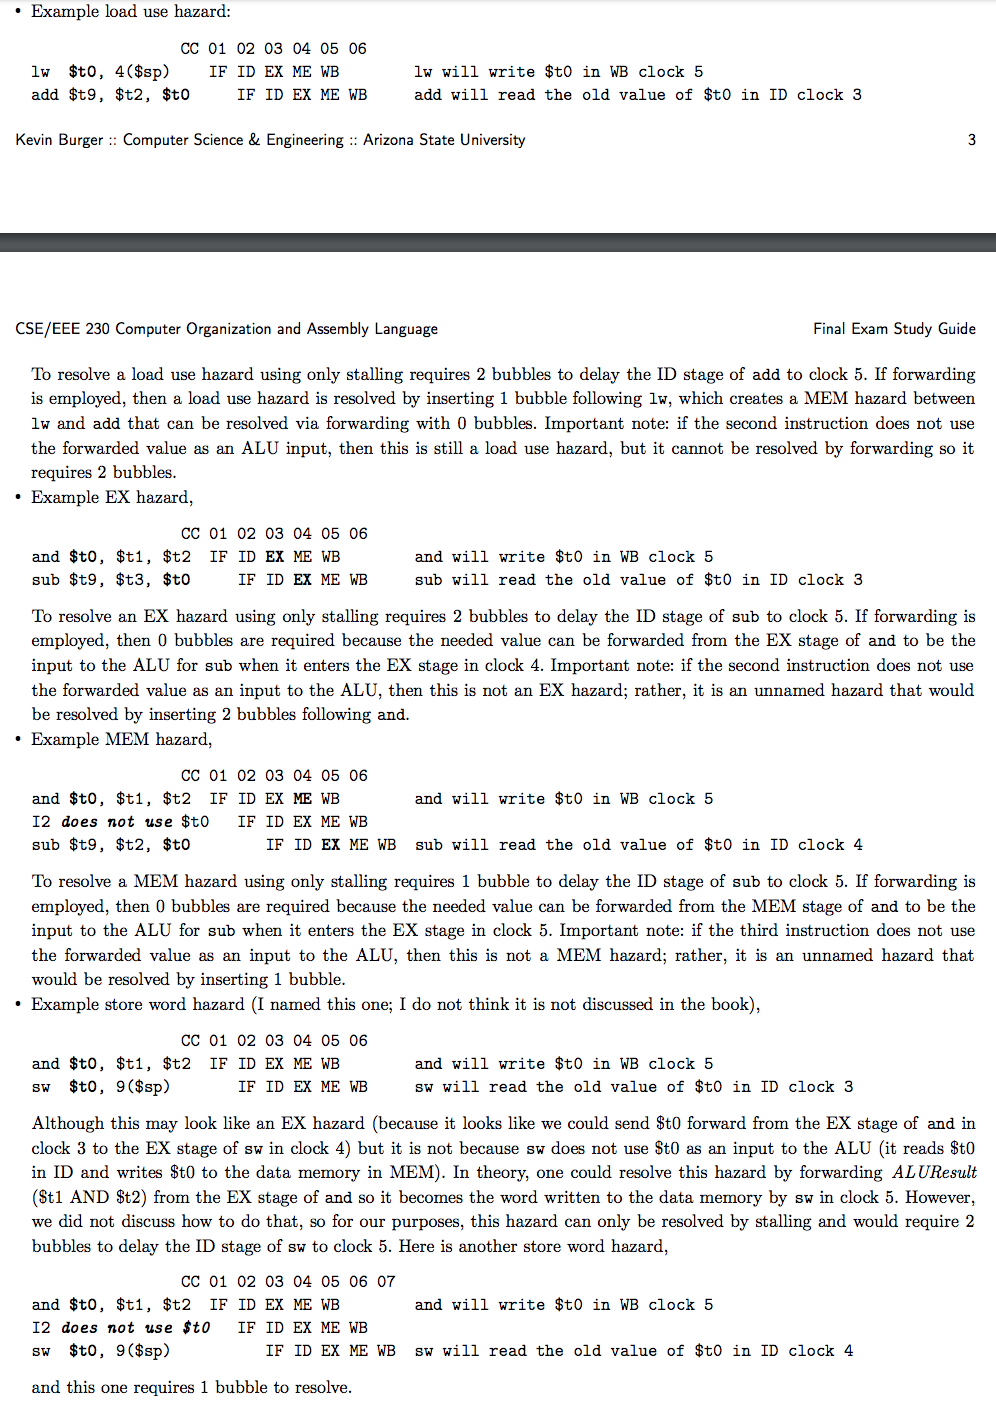 • Example load use hazard:
CC 01 02 03 04 05 06
lw $t0, 4($sp) IF ID EX ME WB lw will write $t0 in WB clock 5
add $t9, $t2, $t0 IF ID EX ME WB add will read the old value of $t0 in ID clock 3
Kevin Burger :: Computer Science & Engineering :: Arizona State University 3
CSE/EEE 230 Computer Organization and Assembly Language Final Exam Study Guide
To resolve a load use hazard using only stalling requires 2 bubbles to delay the ID stage of add to clock 5. If forwarding
is employed, then a load use hazard is resolved by inserting 1 bubble following lw, which creates a MEM hazard between
lw and add that can be resolved via forwarding with 0 bubbles. Important note: if the second instruction does not use
the forwarded value as an ALU input, then this is still a load use hazard, but it cannot be resolved by forwarding so it
requires 2 bubbles.
• Example EX hazard,
CC 01 02 03 04 05 06
and $t0, $t1, $t2 IF ID EX ME WB and will write $t0 in WB clock 5
sub $t9, $t3, $t0 IF ID EX ME WB sub will read the old value of $t0 in ID clock 3
To resolve an EX hazard using only stalling requires 2 bubbles to delay the ID stage of sub to clock 5. If forwarding is
employed, then 0 bubbles are required because the needed value can be forwarded from the EX stage of and to be the
input to the ALU for sub when it enters the EX stage in clock 4. Important note: if the second instruction does not use
the forwarded value as an input to the ALU, then this is not an EX hazard; rather, it is an unnamed hazard that would
be resolved by inserting 2 bubbles following and.
• Example MEM hazard,
CC 01 02 03 04 05 06
and $t0, $t1, $t2 IF ID EX ME WB and will write $t0 in WB clock 5
I2 does not use $t0 IF ID EX ME WB
sub $t9, $t2, $t0 IF ID EX ME WB sub will read the old value of $t0 in ID clock 4
To resolve a MEM hazard using only stalling requires 1 bubble to delay the ID stage of sub to clock 5. If forwarding is
employed, then 0 bubbles are required because the needed value can be forwarded from the MEM stage of and to be the
input to the ALU for sub when it enters the EX stage in clock 5. Important note: if the third instruction does not use
the forwarded value as an input to the ALU, then this is not a MEM hazard; rather, it is an unnamed hazard that
would be resolved by inserting 1 bubble.
• Example store word hazard (I named this one; I do not think it is not discussed in the book),
CC 01 02 03 04 05 06
and $t0, $t1, $t2 IF ID EX ME WB and will write $t0 in WB clock 5
sw $t0, 9($sp) IF ID EX ME WB sw will read the old value of $t0 in ID clock 3
Although this may look like an EX hazard (because it looks like we could send $t0 forward from the EX stage of and in
clock 3 to the EX stage of sw in clock 4) but it is not because sw does not use $t0 as an input to the ALU (it reads $t0
in ID and writes $t0 to the data memory in MEM). In theory, one could resolve this hazard by forwarding ALUResult
($t1 AND $t2) from the EX stage of and so it becomes the word written to the data memory by sw in clock 5. However,
we did not discuss how to do that, so for our purposes, this hazard can only be resolved by stalling and would require 2
bubbles to delay the ID stage of sw to clock 5. Here is another store word hazard,
CC 01 02 03 04 05 06 07
and $t0, $t1, $t2 IF ID EX ME WB and will write $t0 in WB clock 5
I2 does not use $t0 IF ID EX ME WB
sw $t0, 9($sp) IF ID EX ME WB sw will read the old value of $t0 in ID clock 4
and this one requires 1 bubble to resolve.